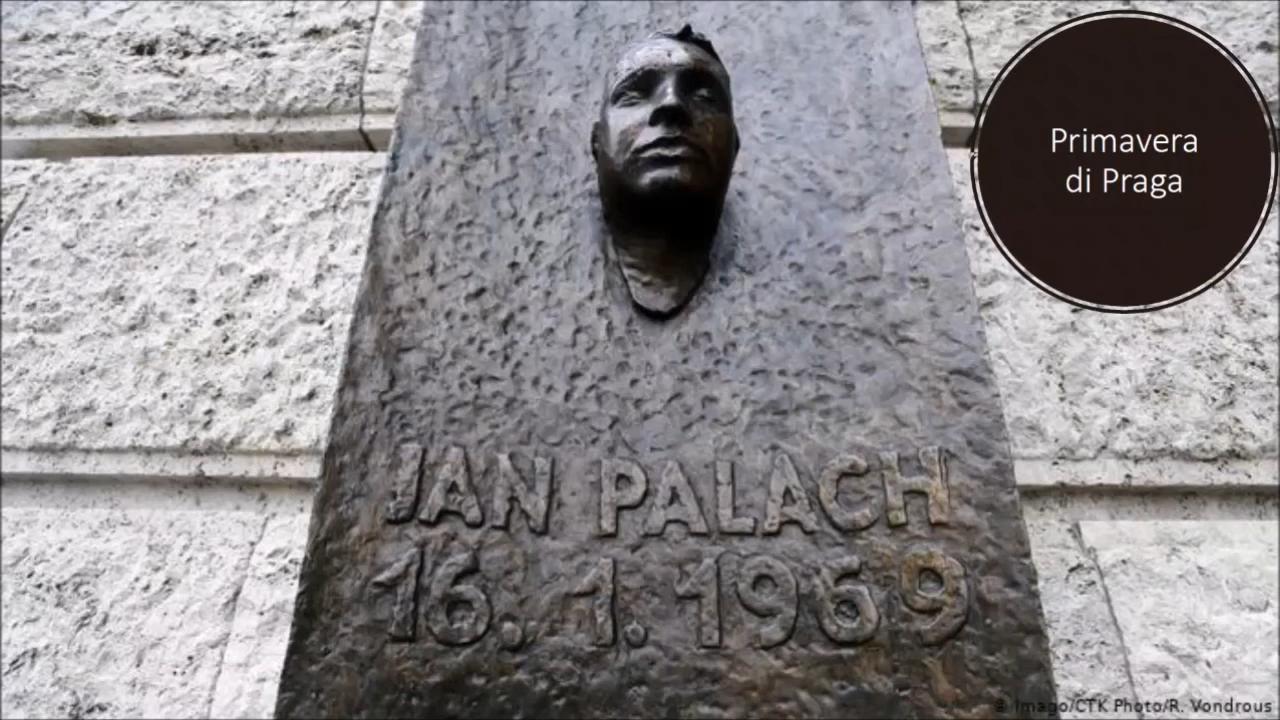 Primavera
di Praga
JAN PALACH
16. 1. 1969
© Imago/CTK Photo/R. Vondrous